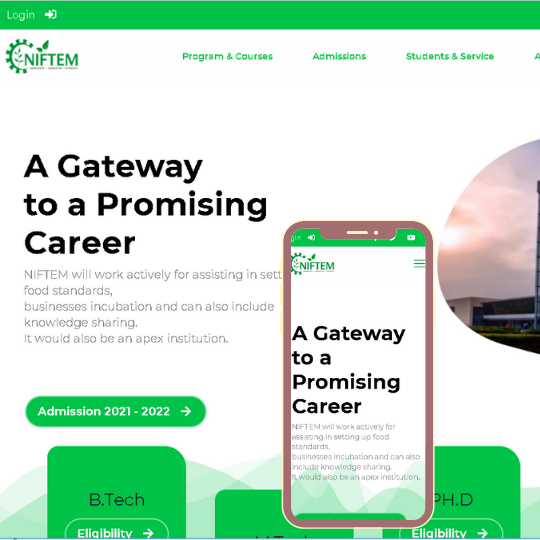 Login
NIFTEM
Program & Courses
Admissions
Students & Service
A Gateway
to a Promising
Career
NIFTEM will work actively for assisting in sett
food standards,
businesses incubation and can also include
knowledge sharing.
It would also be an apex institution.
Admission 2021 - 2022
B.Tech
Eligibility
PH.D
Eligibility
gin
NIFTEM
A Gateway
to a
Promising
Career
NIFTEM will work actively for
assisting in setting up food
standards,
businesses incubation and can also
include knowledge sharing.
It would also be an apex institution.